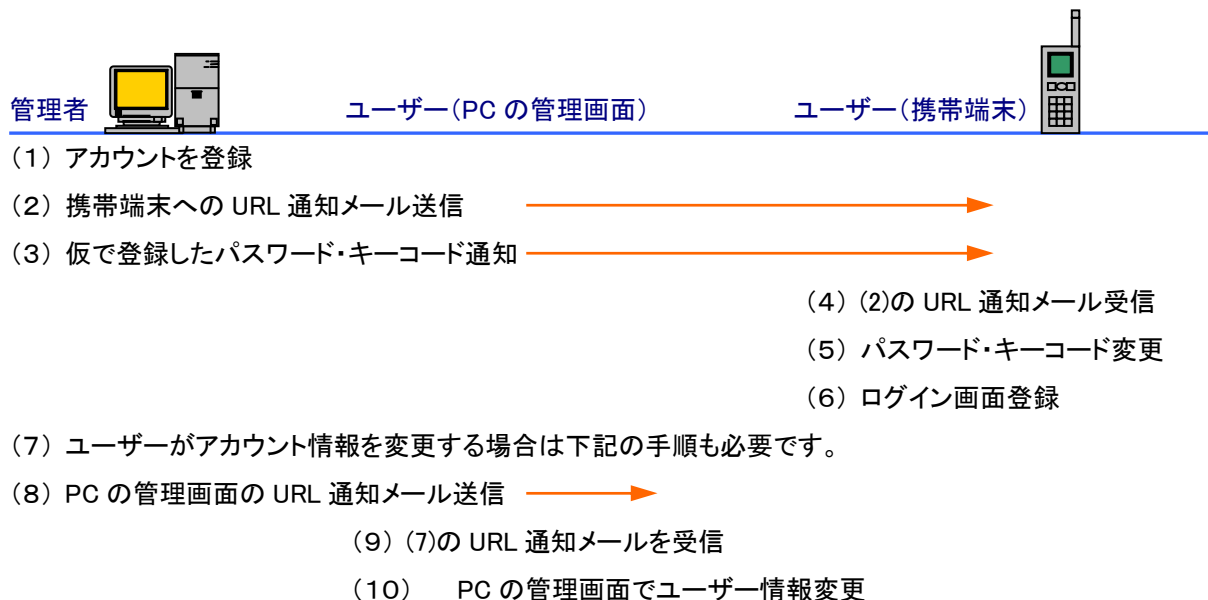 管理者 ユーザー（PC の管理画面） ユーザー（携帯端末）
（１） アカウントを登録
（２） 携帯端末への URL 通知メール送信
（３） 仮で登録したパスワード・キーコード通知
（４） (2)の URL 通知メール受信
（５） パスワード・キーコード変更
（６） ログイン画面登録
（７） ユーザーがアカウント情報を変更する場合は下記の手順も必要です。
（８） PC の管理画面の URL 通知メール送信
（９） (7)の URL 通知メールを受信
（１０） PC の管理画面でユーザー情報変更